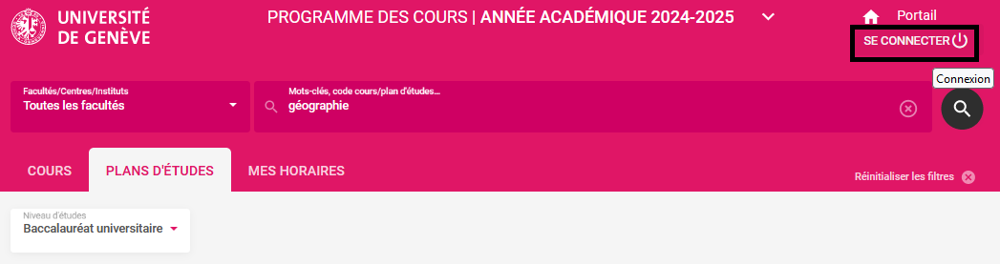 UNIVERSITÉ
DE GENÈVE
PROGRAMME DES COURS | ANNÉE ACADÉMIQUE 2024-2025
Portail
SE CONNECTER
Connexion
Facultés/Centres/Instituts
Toutes les facultés
Mots-clés, code cours/plan d'études...
géographie
COURS
PLANS D'ÉTUDES
MES HORAIRES
Réinitialiser les filtres
Niveau d'études
Baccalauréat universitaire